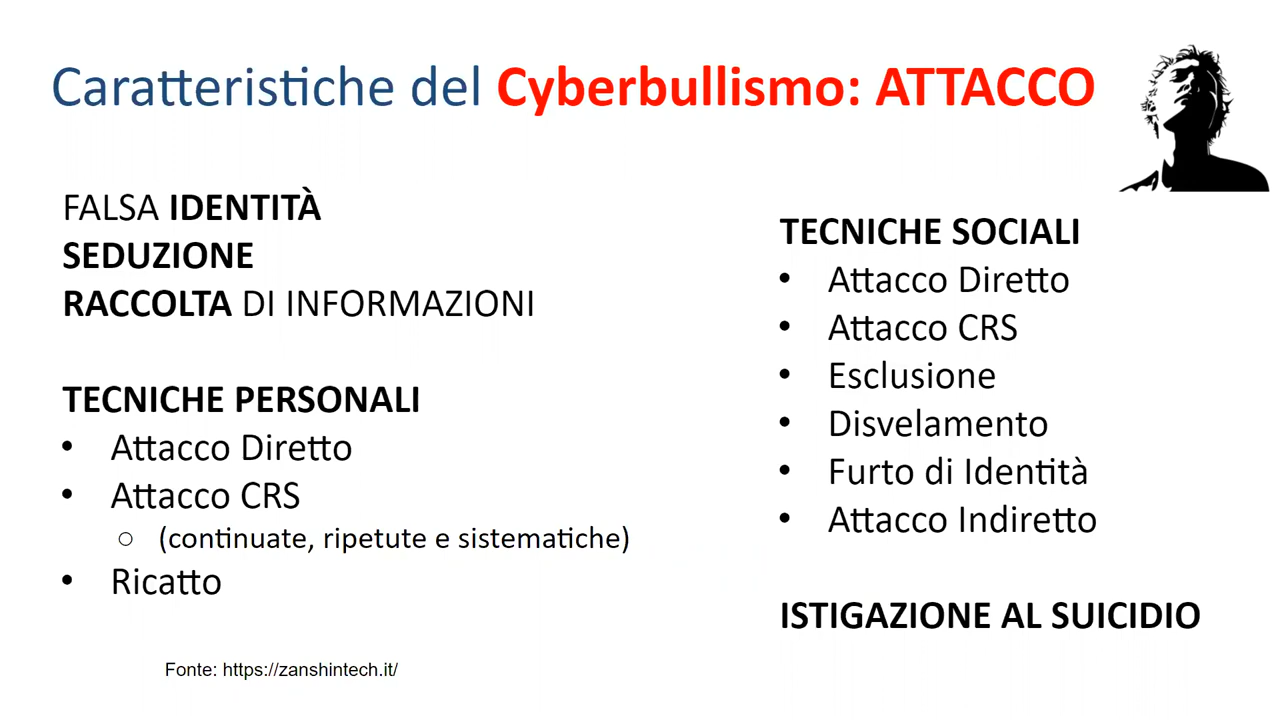 Caratteristiche del Cyberbullismo: ATTACCO
FALSA IDENTITÀ
SEDUZIONE
RACCOLTA DI INFORMAZIONI
TECNICHE PERSONALI
• Attacco Diretto
• Attacco CRS
○ (continuate, ripetute e sistematiche)
• Ricatto
TECNICHE SOCIALI
• Attacco Diretto
• Attacco CRS
• Esclusione
• Disvelamento
• Furto di Identità
• Attacco Indiretto
ISTIGAZIONE AL SUICIDIO
Fonte: https://zanshintech.it/